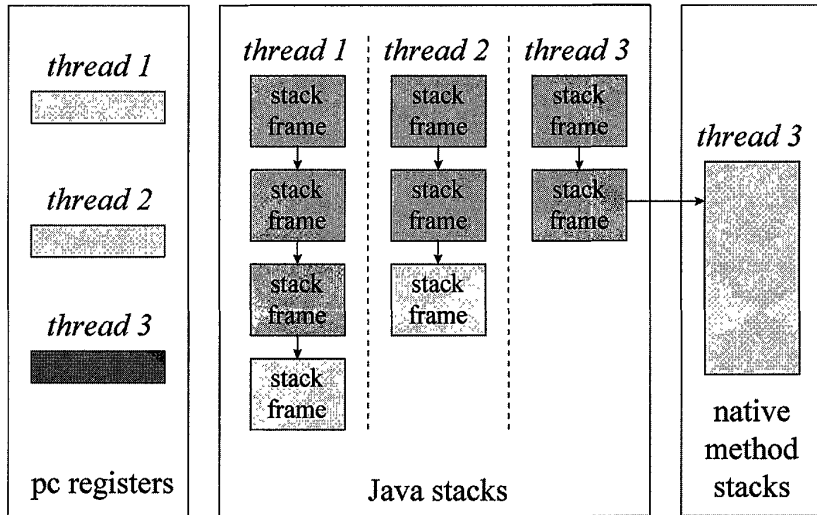 thread 1
thread 2
thread 3
pc registers
thread 1
stack
frame
stack
frame
stack
frame
stack
frame
thread 2
stack
frame
stack
frame
stack
frame
thread 3
stack
frame
stack
frame
Java stacks
thread 3
native
method
stacks